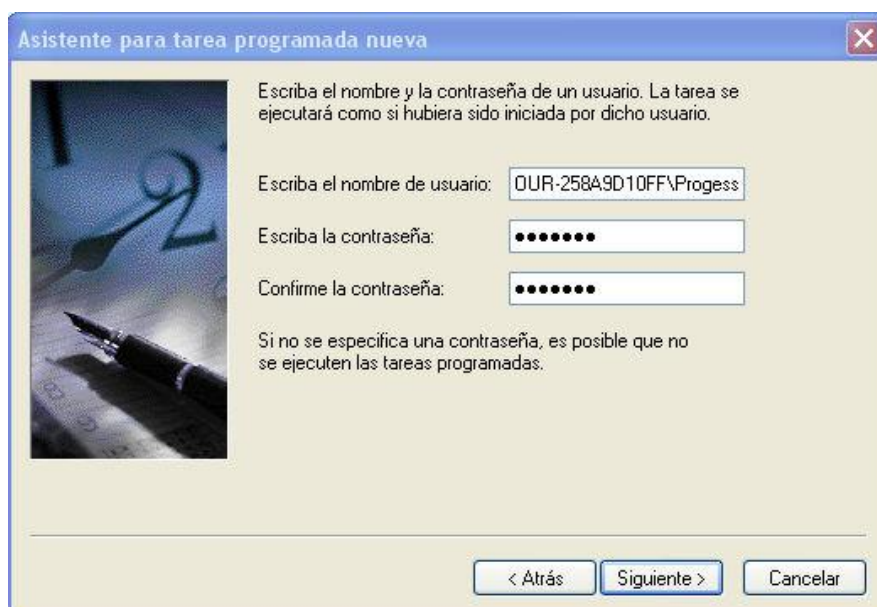 Asistente para tarea programada nueva
Escriba el nombre y la contraseña de un usuario. La tarea se
ejecutará como si hubiera sido iniciada por dicho usuario.
Escriba el nombre de usuario: OUR-258A9D10FF\Progess
Escriba la contraseña: •••••••
Confirme la contraseña: •••••••
Si no se especifica una contraseña, es posible que no
se ejecuten las tareas programadas.
< Atrás Siguiente > Cancelar